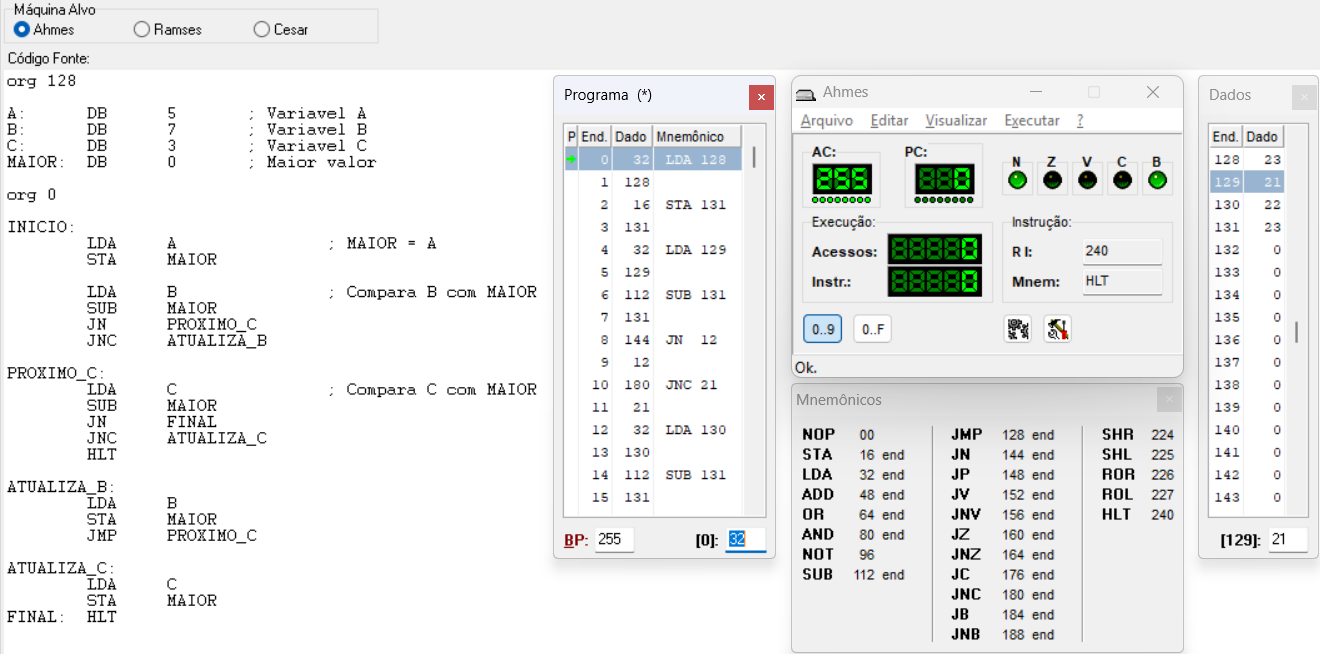 Máquina Alvo
Ahmes Ramses Cesar
Código Fonte:
org 128
A: DB 5 ; Variavel A
B: DB 7 ; Variavel B
C: DB 3 ; Variavel C
MAIOR: DB 0 ; Maior valor
org 0
INICIO:
LDA A ; MAIOR = A
STA MAIOR
LDA B ; Compara B com MAIOR
SUB MAIOR
JN PROXIMO_C
JNC ATUALIZA_B
PROXIMO_C:
LDA C ; Compara C com MAIOR
SUB MAIOR
JN FINAL
JNC ATUALIZA_C
HLT
ATUALIZA_B:
LDA B
STA MAIOR
JMP PROXIMO_C
ATUALIZA_C:
LDA C
STA MAIOR
FINAL: HLT
Programa (*)
P End. Dado Mnemônico
0 32 LDA 128
1 128
2 16 STA 131
3 131
4 32 LDA 129
5 129
6 112 SUB 131
7 131
8 144 JN 12
9 12
10 180 JNC 21
11 21
12 32 LDA 130
13 130
14 112 SUB 131
15 131
BP: 255 [0]: 32
Ahmes
Arquivo Editar Visualizar Executar ?
AC: PC: N Z V C B
255 0
Execução: Instrução:
Acessos: 0 R I: 240
Instr.: 0 Mnem: HLT
0..9 0..F
Ok.
Mnemônicos
NOP 00 JMP 128 end SHR 224
STA 16 end JN 144 end SHL 225
LDA 32 end JP 148 end ROR 226
ADD 48 end JV 152 end ROL 227
OR 64 end JNV 156 end HLT 240
AND 80 end JZ 160 end
NOT 96 JNZ 164 end
SUB 112 end JC 176 end
JNC 180 end
JB 184 end
JNB 188 end
Dados
End. Dado
128 23
129 21
130 22
131 23
132 0
133 0
134 0
135 0
136 0
137 0
138 0
139 0
140 0
141 0
142 0
143 0
[129]: 21